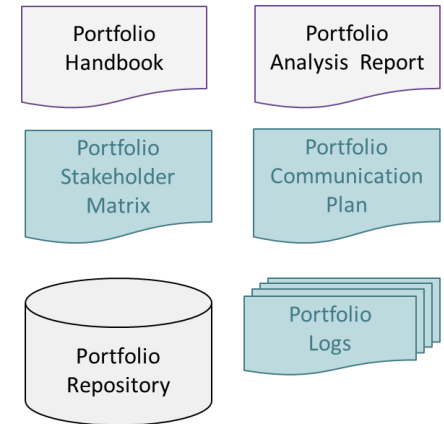 Portfolio
Handbook
Portfolio
Analysis Report
Portfolio
Stakeholder
Matrix
Portfolio
Communication
Plan
Portfolio
Repository
Portfolio
Logs